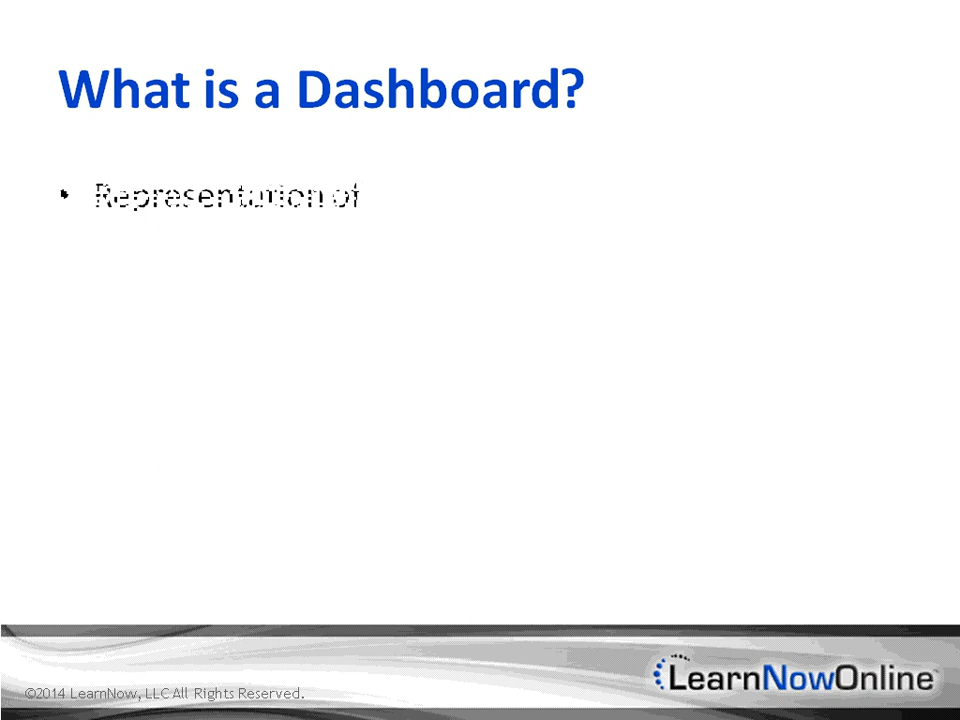 What is a Dashboard?
• Representation of
©2014 LearnNow, LLC All Rights Reserved.
LearnNowOnline